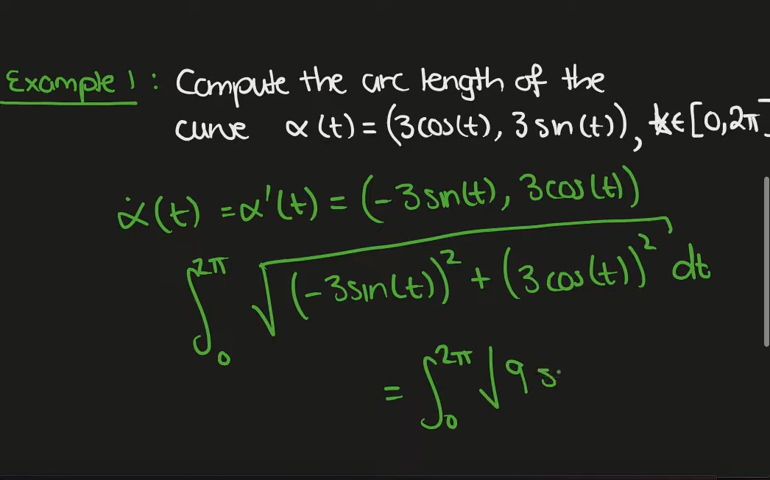 Example 1: Compute the arc length of the
curve α(t) = (3cos(t), 3sin(t)), t∈[0,2π]
α̇(t) = α'(t) = (-3sin(t), 3cos(t))
∫₀^2π √((-3sin(t))² + (3cos(t))²) dt
= ∫₀^2π √9 s